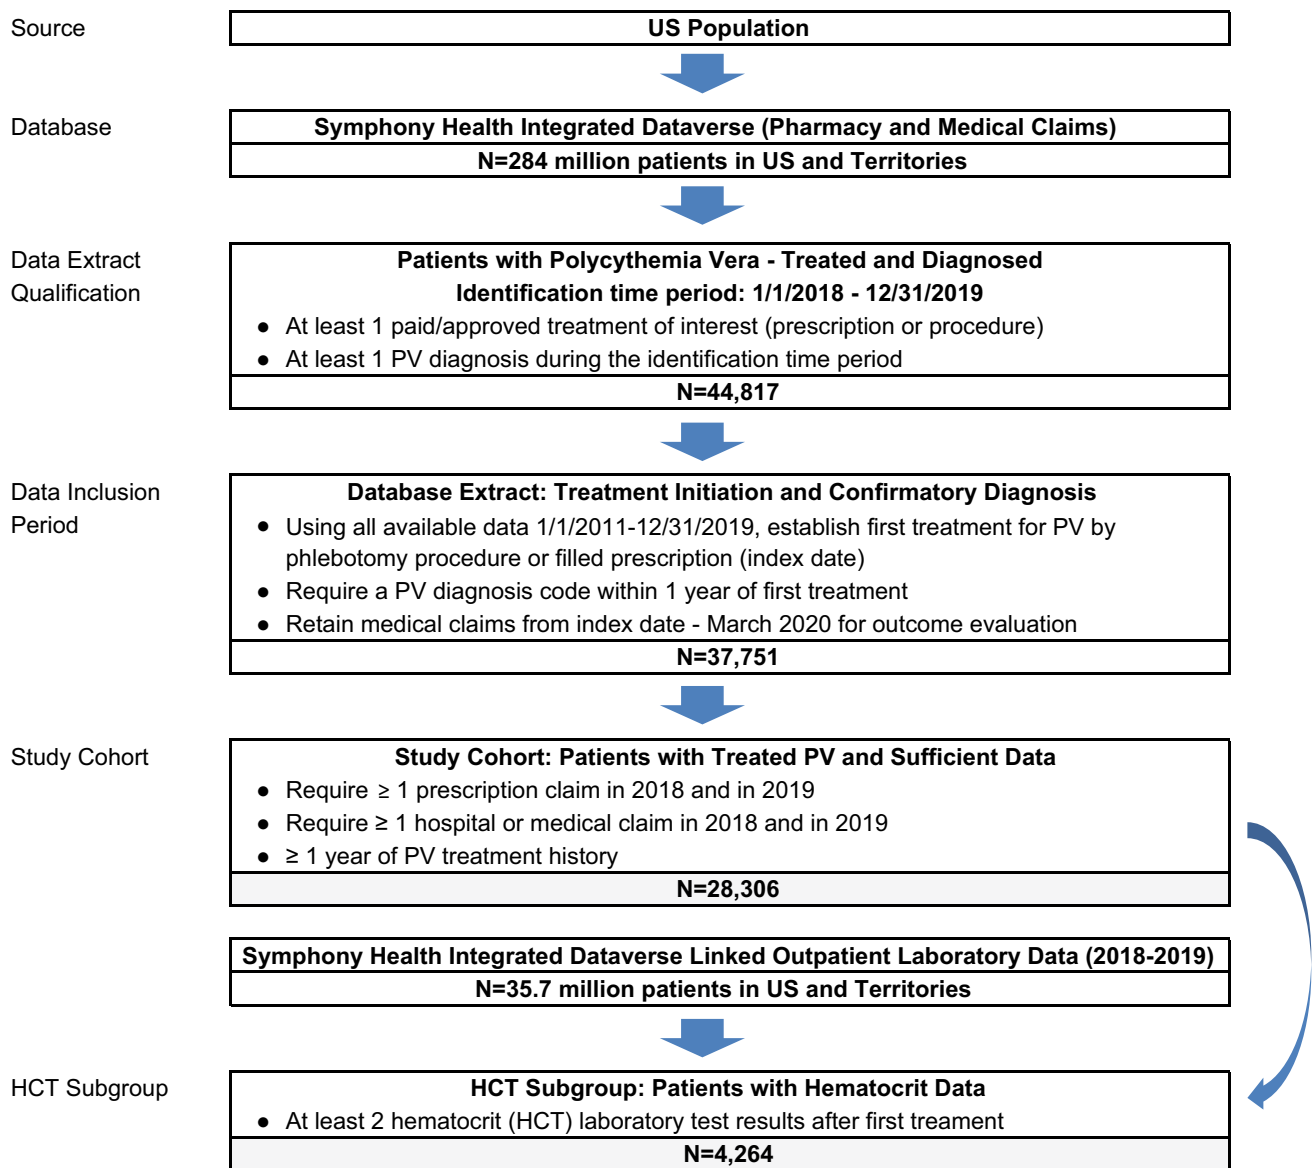 Source
US Population
Database
Symphony Health Integrated Dataverse (Pharmacy and Medical Claims)
N=284 million patients in US and Territories
Data Extract
Qualification
Patients with Polycythemia Vera - Treated and Diagnosed
Identification time period: 1/1/2018 - 12/31/2019
● At least 1 paid/approved treatment of interest (prescription or procedure)
● At least 1 PV diagnosis during the identification time period
N=44,817
Data Inclusion
Period
Database Extract: Treatment Initiation and Confirmatory Diagnosis
● Using all available data 1/1/2011-12/31/2019, establish first treatment for PV by
phlebotomy procedure or filled prescription (index date)
● Require a PV diagnosis code within 1 year of first treatment
● Retain medical claims from index date - March 2020 for outcome evaluation
N=37,751
Study Cohort
Study Cohort: Patients with Treated PV and Sufficient Data
● Require ≥ 1 prescription claim in 2018 and in 2019
● Require ≥ 1 hospital or medical claim in 2018 and in 2019
● ≥ 1 year of PV treatment history
N=28,306
Symphony Health Integrated Dataverse Linked Outpatient Laboratory Data (2018-2019)
N=35.7 million patients in US and Territories
HCT Subgroup
HCT Subgroup: Patients with Hematocrit Data
● At least 2 hematocrit (HCT) laboratory test results after first treament
N=4,264